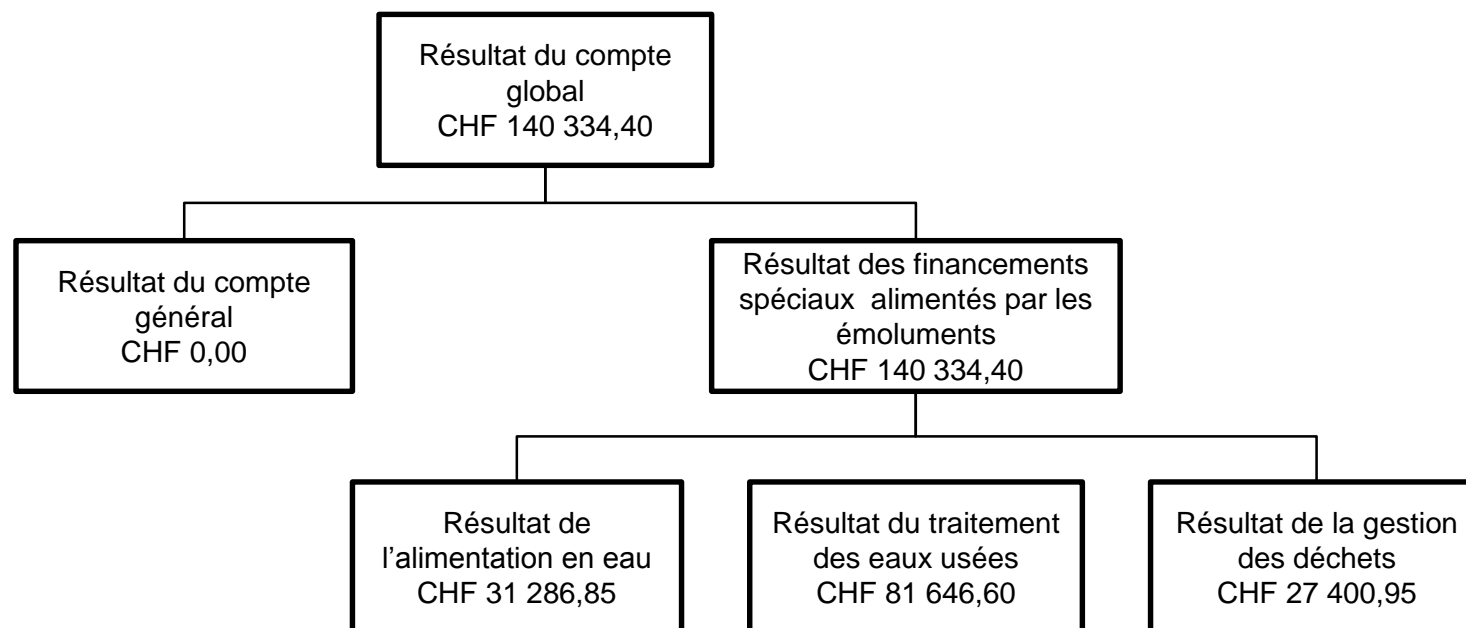 Résultat du compte
global
CHF 140 334,40
Résultat du compte
général
CHF 0,00
Résultat des financements
spéciaux  alimentés par les
émoluments
CHF 140 334,40
Résultat de
l’alimentation en eau
CHF 31 286,85
Résultat du traitement
des eaux usées
CHF 81 646,60
Résultat de la gestion
des déchets
CHF 27 400,95